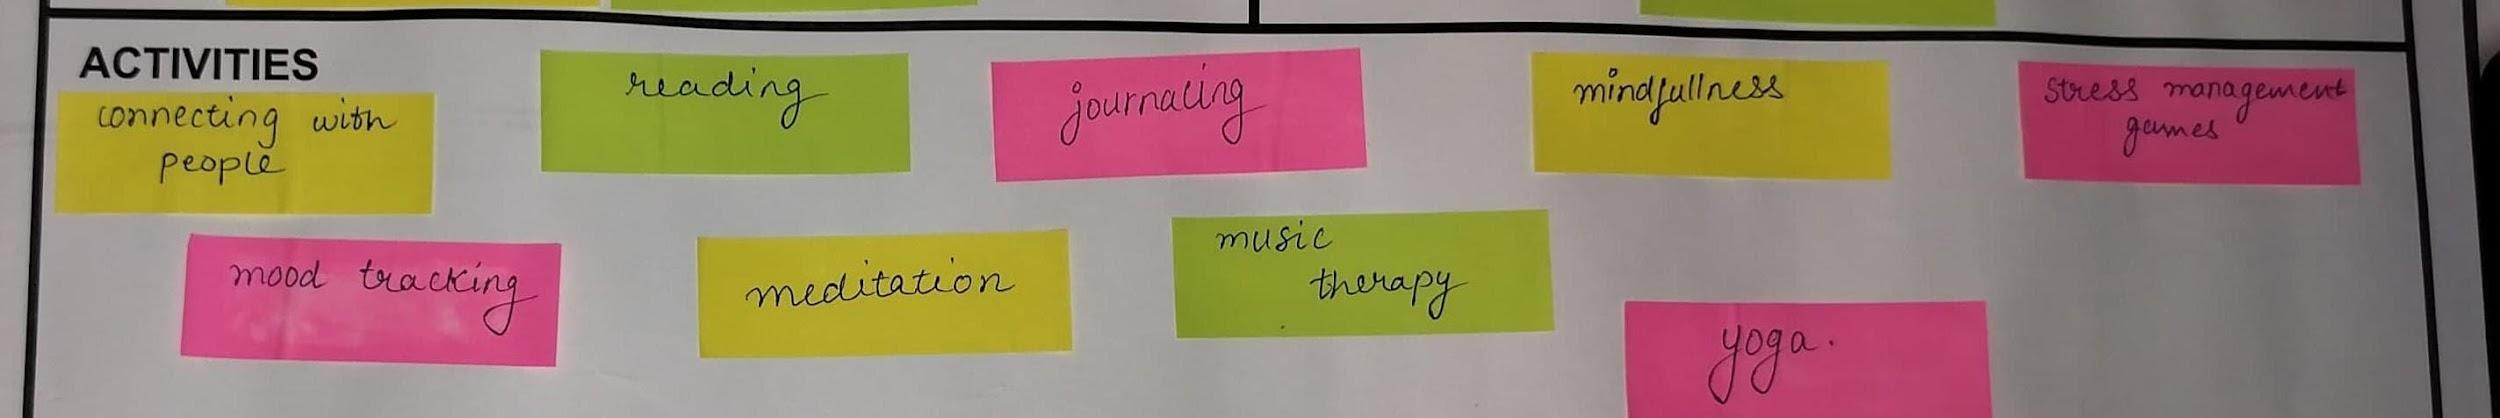 ACTIVITIES
connecting with
people
reading
journaling
mindfullness
stress management
games
mood tracking
meditation
music
therapy
yoga.